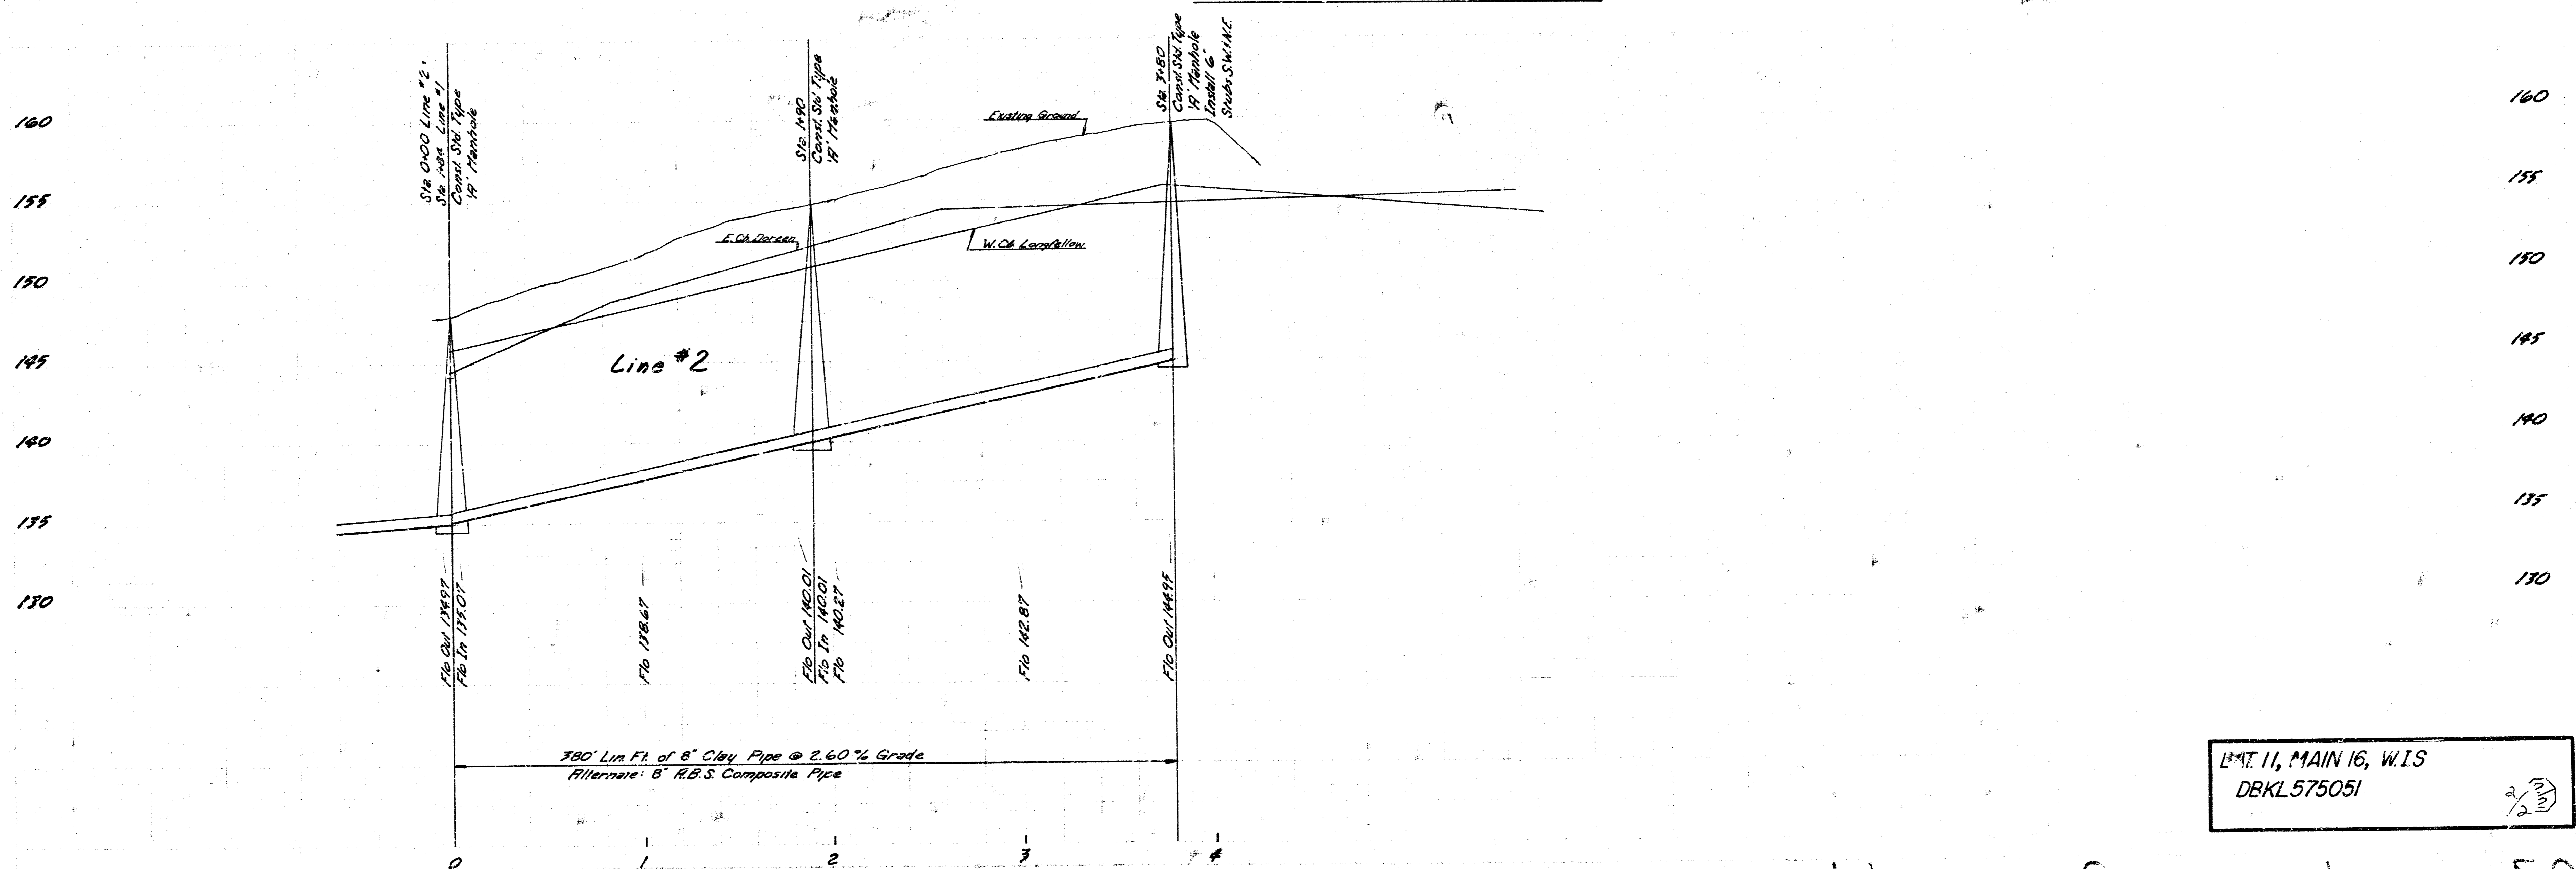 Sta. 0+00 Line #2
Sta. 1+84 Line #1
Const. Std. Type
'A' Manhole
Sta. 1+90
Const. Std. Type
'A' Manhole
Sta. 3+80
Const. Std. Type
'A' Manhole
Install 6"
Stubs S.W. & N.E.
Existing Ground
E. Cb. Dorsen
W. Cb. Longfellow
Line #2
160
155
150
145
140
135
130
160
155
150
145
140
135
130
Flo Out 134.97
Flo In 135.07
Flo 138.67
Flo Out 140.01
Flo In 140.01
Flo 140.27
Flo 142.87
Flo Out 144.95
380' Lin. Ft. of 8" Clay Pipe @ 2.60% Grade
Alternate: 8" A.B.S. Composite Pipe
0 1 2 3 4
11, MAIN 16, W.I.S
DBKL575051